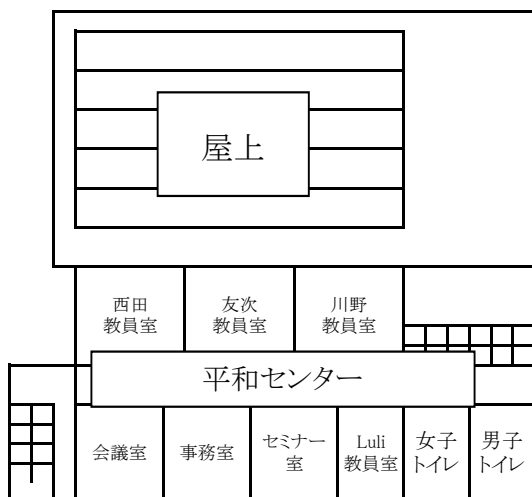 屋上
西田
教員室
友次
教員室
川野
教員室
平和センター
会議室
事務室
セミナー
室
Luli
教員室
女子
トイレ
男子
トイレ